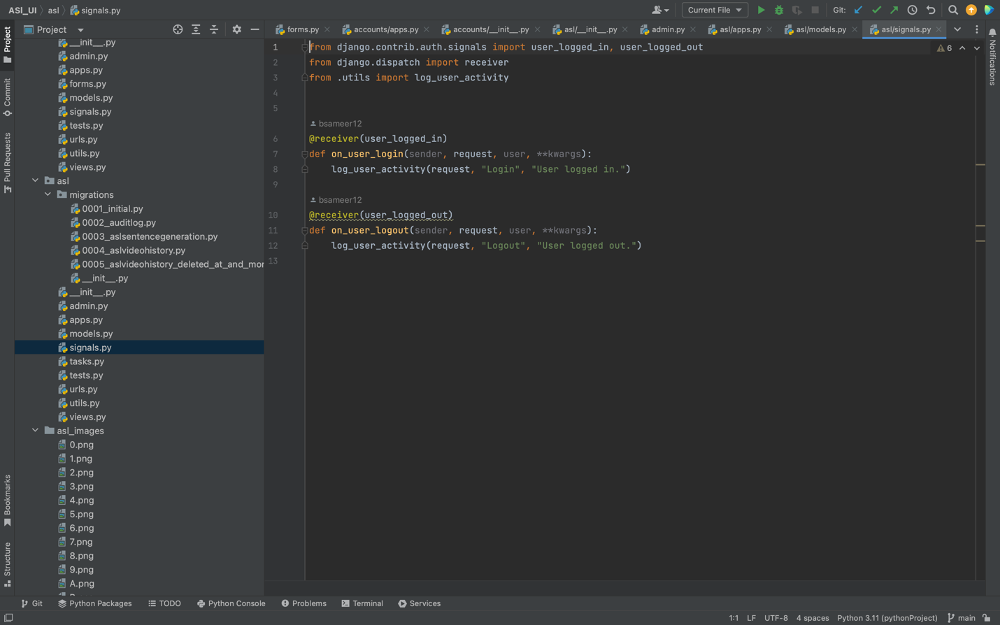 ASI_UI
asl
signals.py
Current File
Git:
Project
forms.py
accounts/apps.py
accounts/__init__.py
asl/__init__.py
admin.py
asl/apps.py
asl/models.py
asl/signals.py
Project
Commit
Pull Requests
Bookmarks
Structure
Notifications
__init__.py
admin.py
apps.py
forms.py
models.py
signals.py
tests.py
urls.py
utils.py
views.py
asl
migrations
0001_initial.py
0002_auditlog.py
0003_aslsentencegeneration.py
0004_aslvideohistory.py
0005_aslvideohistory_deleted_at_and_mor
__init__.py
__init__.py
admin.py
apps.py
models.py
signals.py
tasks.py
tests.py
urls.py
utils.py
views.py
asl_images
0.png
1.png
2.png
3.png
4.png
5.png
6.png
7.png
8.png
9.png
A.png
6
1 from django.contrib.auth.signals import user_logged_in, user_logged_out
2 from django.dispatch import receiver
3 from .utils import log_user_activity
4
5
bsameer12
6 @receiver(user_logged_in)
7 def on_user_login(sender, request, user, **kwargs):
8 log_user_activity(request, "Login", "User logged in.")
9
bsameer12
10 @receiver(user_logged_out)
11 def on_user_logout(sender, request, user, **kwargs):
12 log_user_activity(request, "Logout", "User logged out.")
13
Git
Python Packages
TODO
Python Console
Problems
Terminal
Services
1:1
LF
UTF-8
4 spaces
Python 3.11 (pythonProject)
main